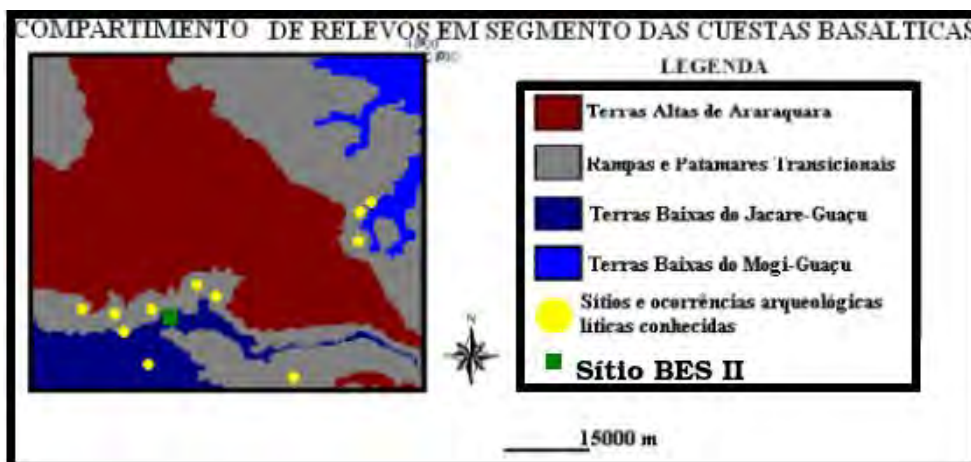 COMPARTIMENTO DE RELEVOS EM SEGMENTO DAS CUESTAS BASALTICAS
LEGENDA
Terras Altas de Araraquara
Rampas e Patamares Transicionais
Terras Baixas do Jacare-Guaçu
Terras Baixas do Mogi-Guaçu
Sítios e ocorrências arqueológicas
líticas conhecidas
Sítio BES II
N
15000 m